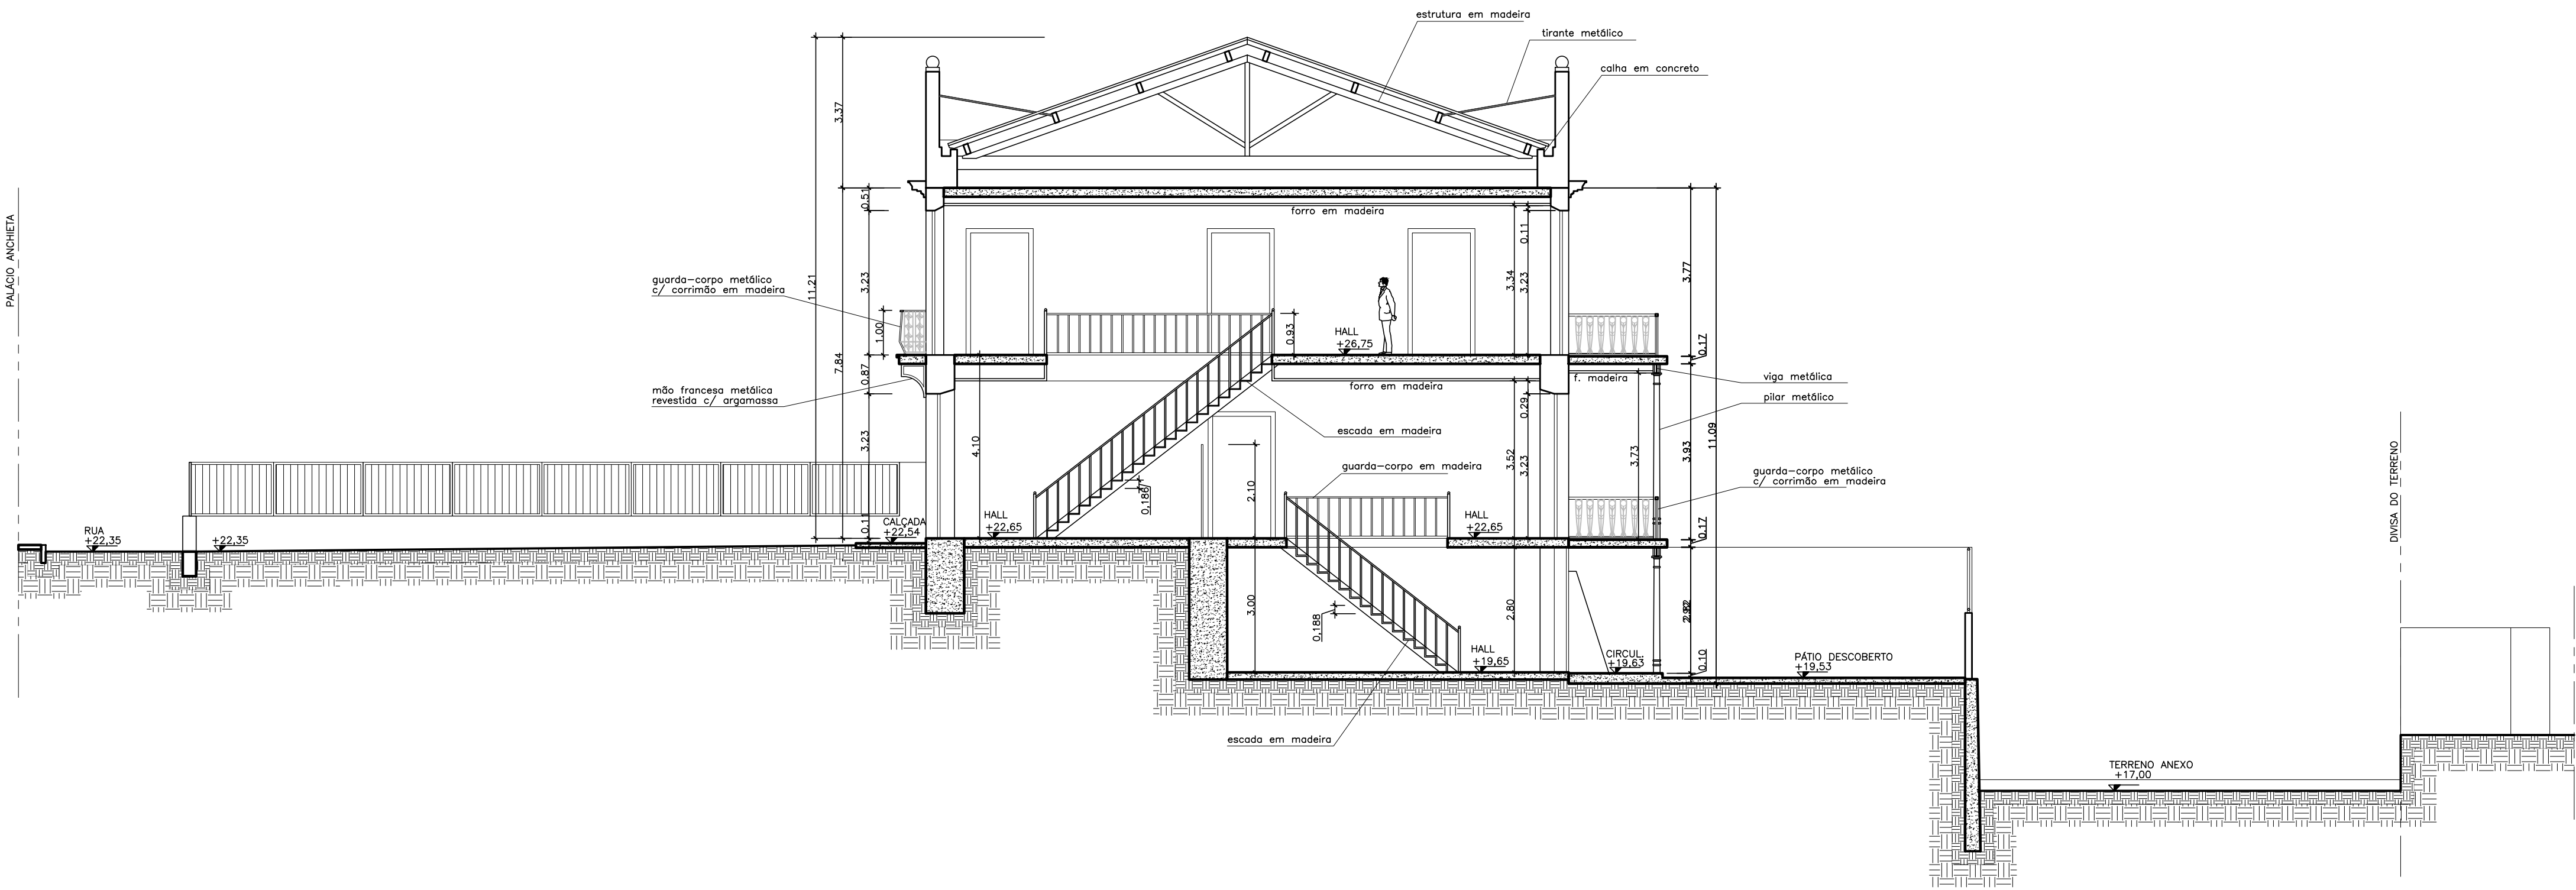 estrutura em madeira
tirante metálico
calha em concreto
3.37
11.21
7.84
0.51
3.23
0.87
3.23
0.11
1.00
PALÁCIO ANCHIETA
guarda-corpo metálico
c/ corrimão em madeira
mão francesa metálica
revestida c/ argamassa
forro em madeira
0.11
3.34
3.23
3.77
0.93
HALL
+26,75
0.17
forro em madeira
f. madeira
viga metálica
pilar metálico
4.10
escada em madeira
0.29
3.52
3.23
3.73
3.93
11.09
guarda-corpo em madeira
guarda-corpo metálico
c/ corrimão em madeira
2.10
0,186
RUA
+22,35
+22,35
CALÇADA
+22,54
HALL
+22,65
HALL
+22,65
0.17
3.00
0,188
2.80
HALL
+19,65
CIRCUL.
+19,63
0.10
PÁTIO DESCOBERTO
+19,53
escada em madeira
DIVISA DO TERRENO
TERRENO ANEXO
+17,00